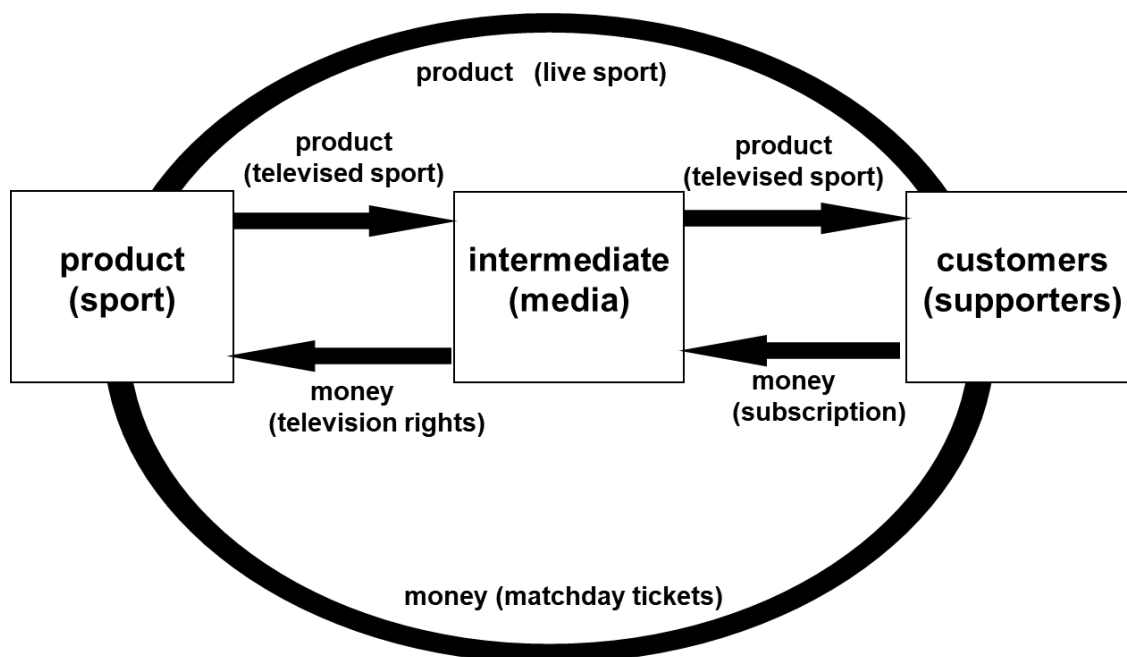 product (live sport)
product
(televised sport)
product
(televised sport)
product
(sport)
intermediate
(media)
customers
(supporters)
money
(television rights)
money
(subscription)
money (matchday tickets)